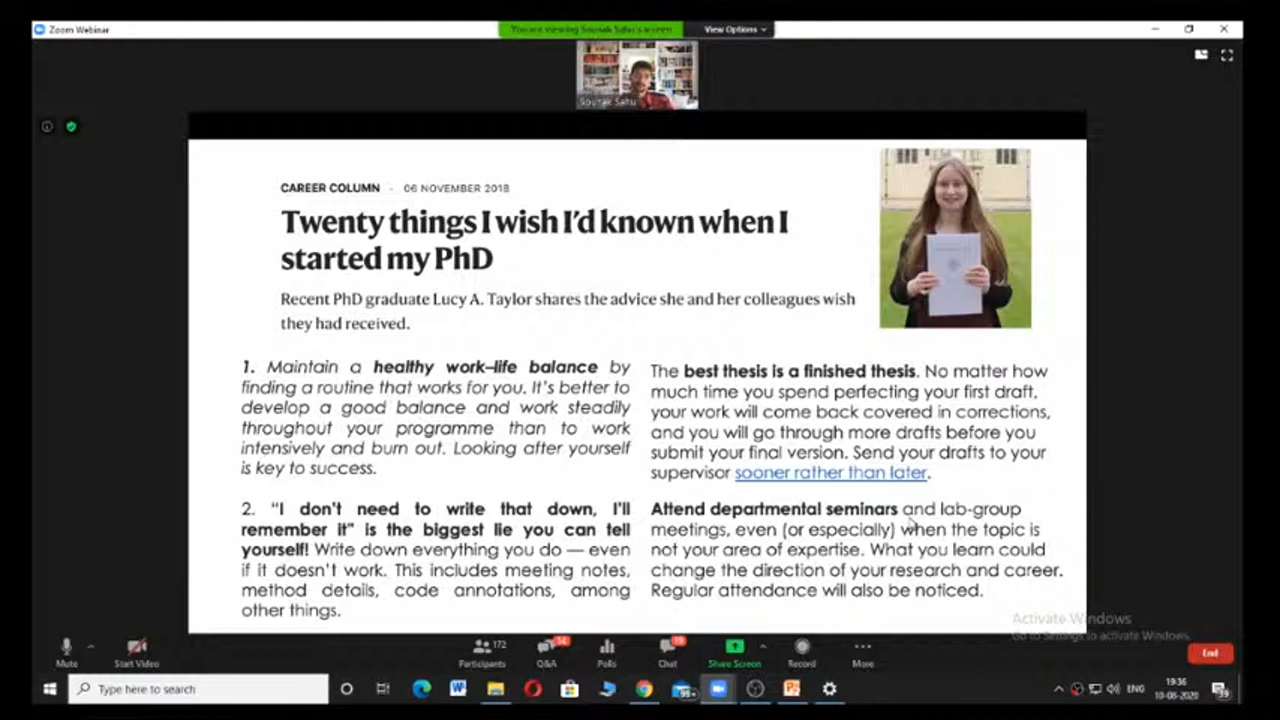 Zoom Webinar
You are viewing Sourak Sahu's screen
View Options
Sourak Sahu
CAREER COLUMN · 06 NOVEMBER 2018
Twenty things I wish I'd known when I
started my PhD
Recent PhD graduate Lucy A. Taylor shares the advice she and her colleagues wish
they had received.
1. Maintain a healthy work–life balance by
finding a routine that works for you. It's better to
develop a good balance and work steadily
throughout your programme than to work
intensively and burn out. Looking after yourself
is key to success.
2. "I don't need to write that down, I'll
remember it" is the biggest lie you can tell
yourself! Write down everything you do — even
if it doesn't work. This includes meeting notes,
method details, code annotations, among
other things.
The best thesis is a finished thesis. No matter how
much time you spend perfecting your first draft,
your work will come back covered in corrections,
and you will go through more drafts before you
submit your final version. Send your drafts to your
supervisor sooner rather than later.
Attend departmental seminars and lab-group
meetings, even (or especially) when the topic is
not your area of expertise. What you learn could
change the direction of your research and career.
Regular attendance will also be noticed.
Activate Windows
Go to Settings to activate Windows.
Mute
Start Video
172
Participants
14
Q&A
Polls
19
Chat
Share Screen
Record
More
End
Type here to search
99+
ENG
19:36
10-08-2020
39